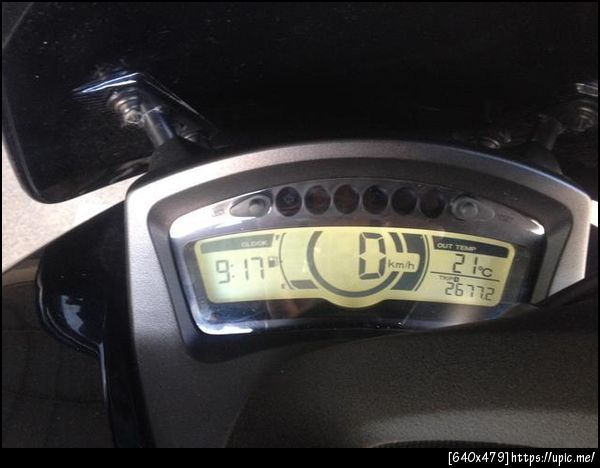 CLOCK
9:17
F
E
0 km/h
OUT TEMP
21°C
TRIP
2677.2
[640x479]https://upic.me/